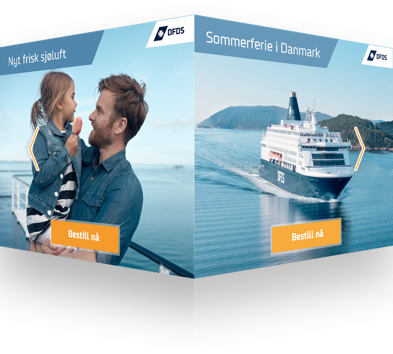 Nyt frisk sjøluft
DFDS
Bestill nå
Sommerferie i Danmark
DFDS
DFDS
Bestill nå